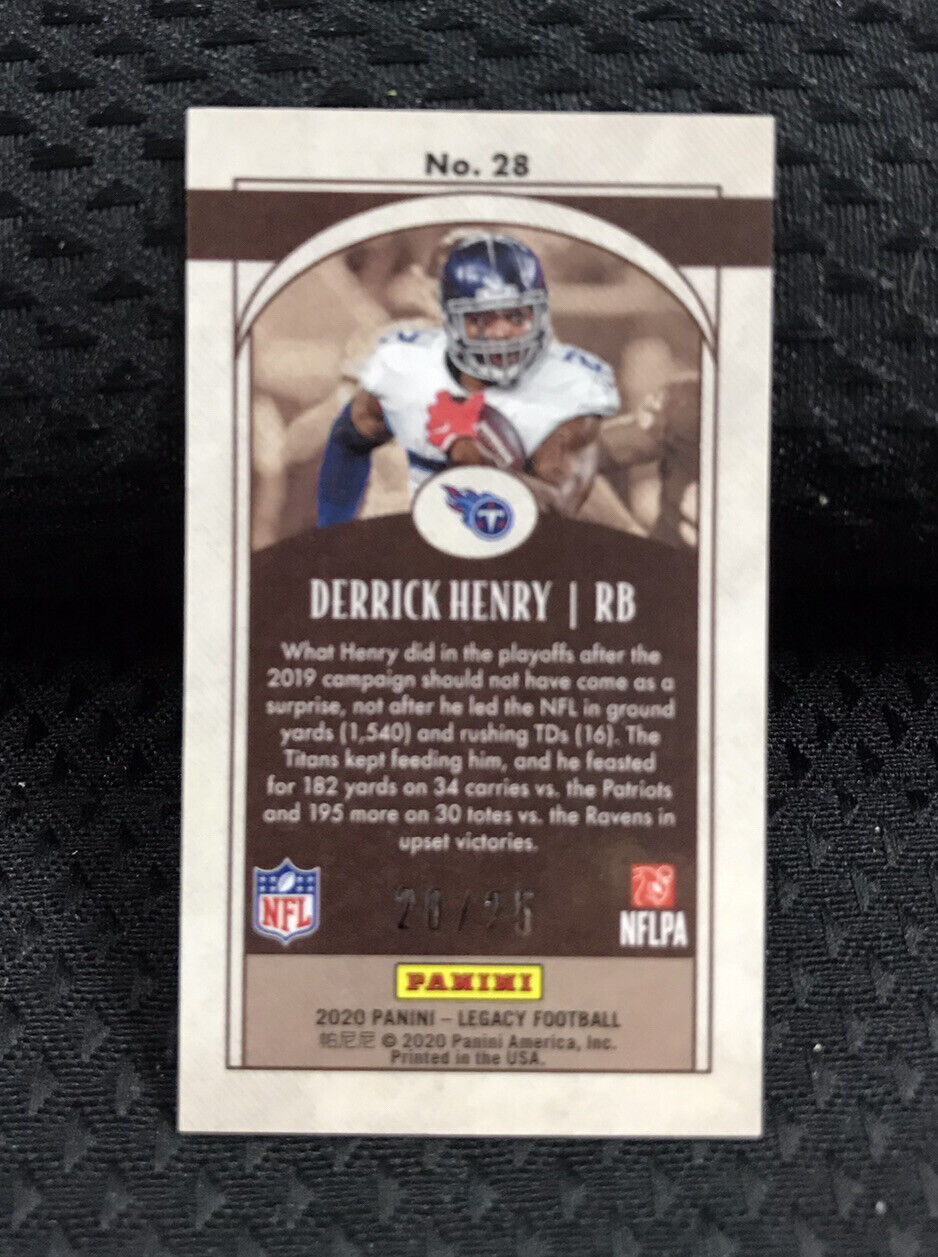 No. 28
2
T
DERRICK HENRY | RB
What Henry did in the playoffs after the
2019 campaign should not have come as a
surprise, not after he led the NFL in ground
yards (1,540) and rushing TDs (16). The
Titans kept feeding him, and he feasted
for 182 yards on 34 carries vs. the Patriots
and 195 more on 30 totes vs. the Ravens in
upset victories.
NFL
/25
NFLPA
PANINI
2020 PANINI – LEGACY FOOTBALL
帕尼尼 © 2020 Panini America, Inc.
Printed in the USA.